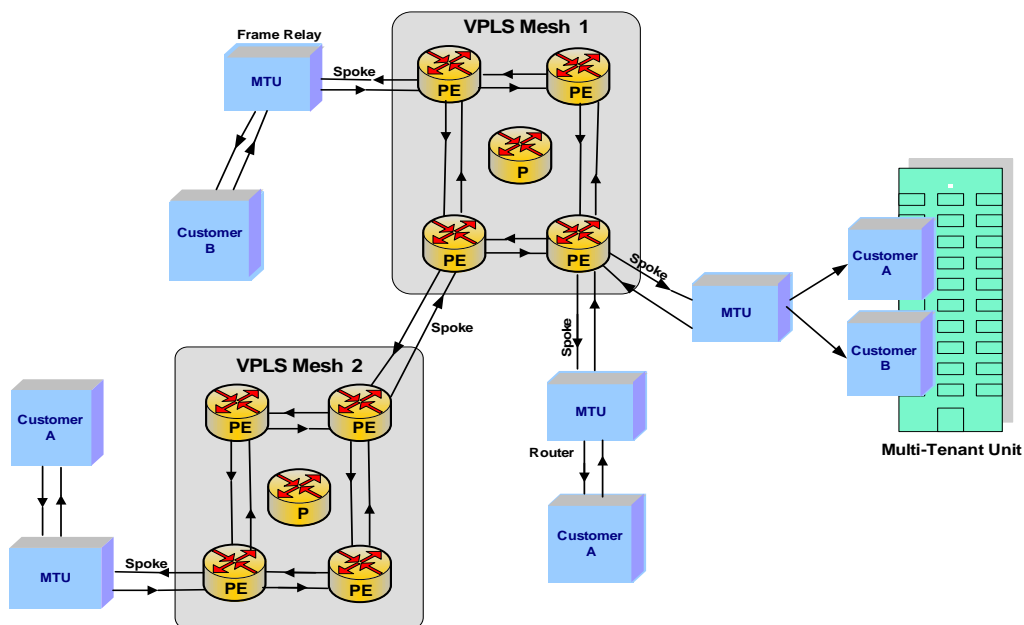 VPLS Mesh 1
Frame Relay
MTU
Spoke
PE
PE
P
Customer
B
PE
PE
Spoke
MTU
Customer
A
Customer
B
Multi-Tenant Unit
Spoke
Spoke
VPLS Mesh 2
MTU
Router
Customer
A
PE
PE
Customer
A
P
MTU
Spoke
PE
PE